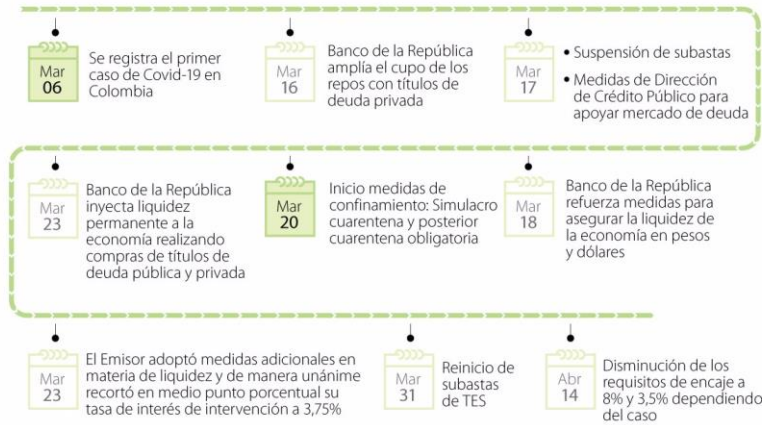 Mar
06
Se registra el primer
caso de Covid-19 en
Colombia
Mar
16
Banco de la República
amplía el cupo de los
repos con títulos de
deuda privada
Mar
17
• Suspensión de subastas
• Medidas de Dirección
de Crédito Público para
apoyar mercado de deuda
Mar
18
Banco de la República
refuerza medidas para
asegurar la liquidez de
la economía en pesos
y dólares
Mar
20
Inicio medidas de
confinamiento: Simulacro
cuarentena y posterior
cuarentena obligatoria
Mar
23
Banco de la República
inyecta liquidez
permanente a la
economía realizando
compras de títulos de
deuda pública y privada
Mar
23
El Emisor adoptó medidas adicionales en
materia de liquidez y de manera unánime
recortó en medio punto porcentual su
tasa de interés de intervención a 3,75%
Mar
31
Reinicio de
subastas
de TES
Abr
14
Disminución de los
requisitos de encaje a
8% y 3,5% dependiendo
del caso